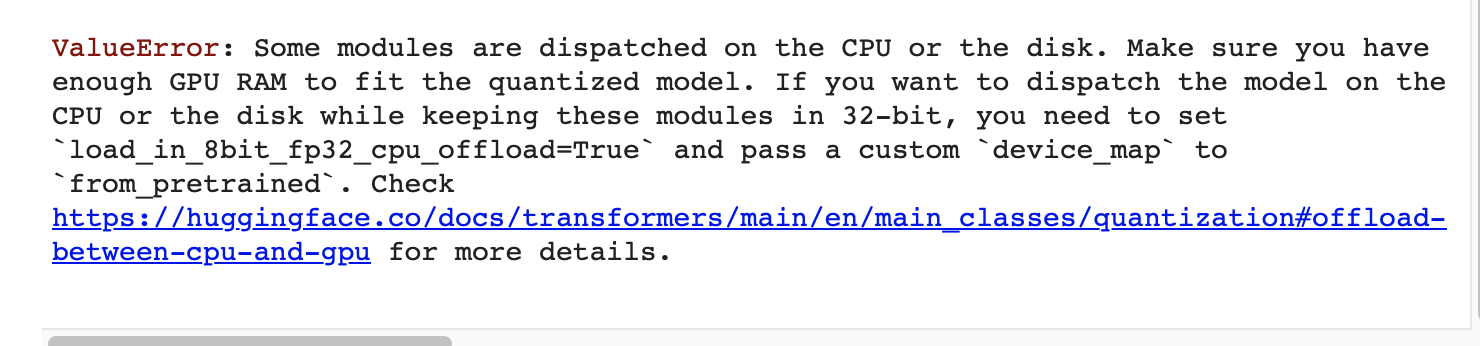 ValueError: Some modules are dispatched on the CPU or the disk. Make sure you have
enough GPU RAM to fit the quantized model. If you want to dispatch the model on the
CPU or the disk while keeping these modules in 32-bit, you need to set
`load_in_8bit_fp32_cpu_offload=True` and pass a custom `device_map` to
`from_pretrained`. Check
https://huggingface.co/docs/transformers/main/en/main_classes/quantization#offload-
between-cpu-and-gpu for more details.